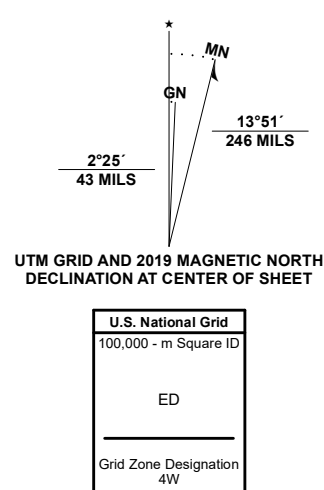 ★
MN
GN
13°51´
246 MILS
2°25´
43 MILS
UTM GRID AND 2019 MAGNETIC NORTH
DECLINATION AT CENTER OF SHEET
U.S. National Grid
100,000 - m Square ID
ED
Grid Zone Designation
4W